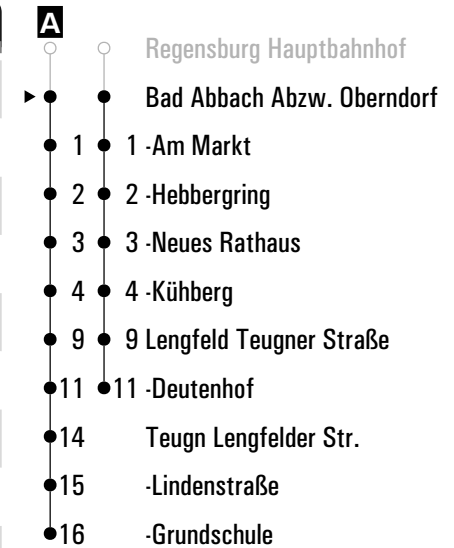 A
Regensburg Hauptbahnhof
Bad Abbach Abzw. Oberndorf
1 1 -Am Markt
2 2 -Hebbergring
3 3 -Neues Rathaus
4 4 -Kühberg
9 9 Lengfeld Teugner Straße
11 11 -Deutenhof
14 Teugn Lengfelder Str.
15 -Lindenstraße
16 -Grundschule